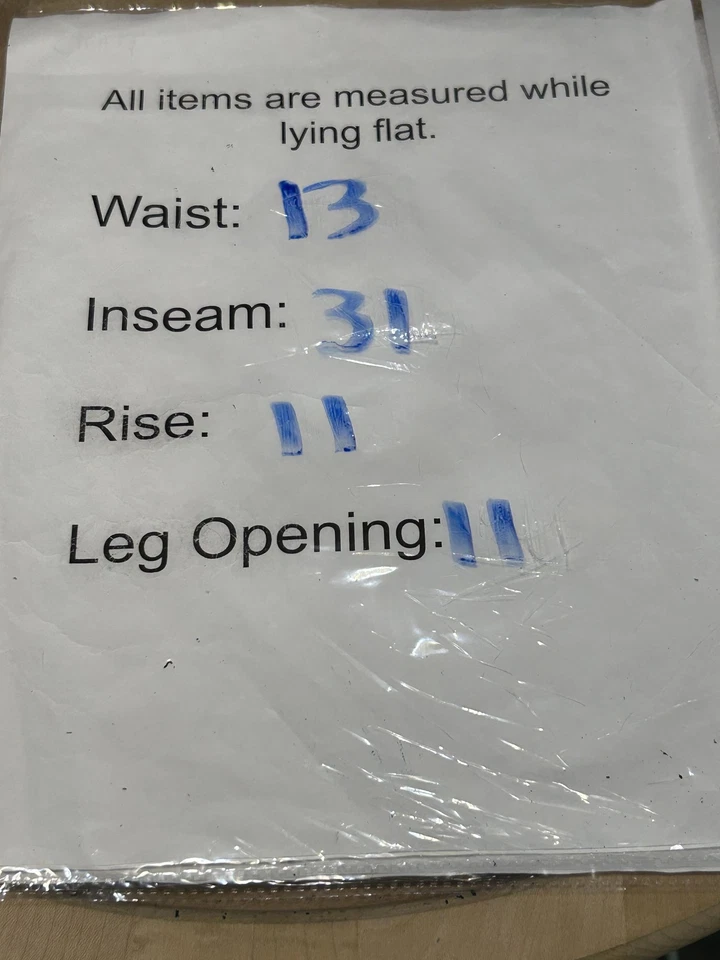 All items are measured while
lying flat.
Waist: 13
Inseam: 31
Rise: 11
Leg Opening: 11